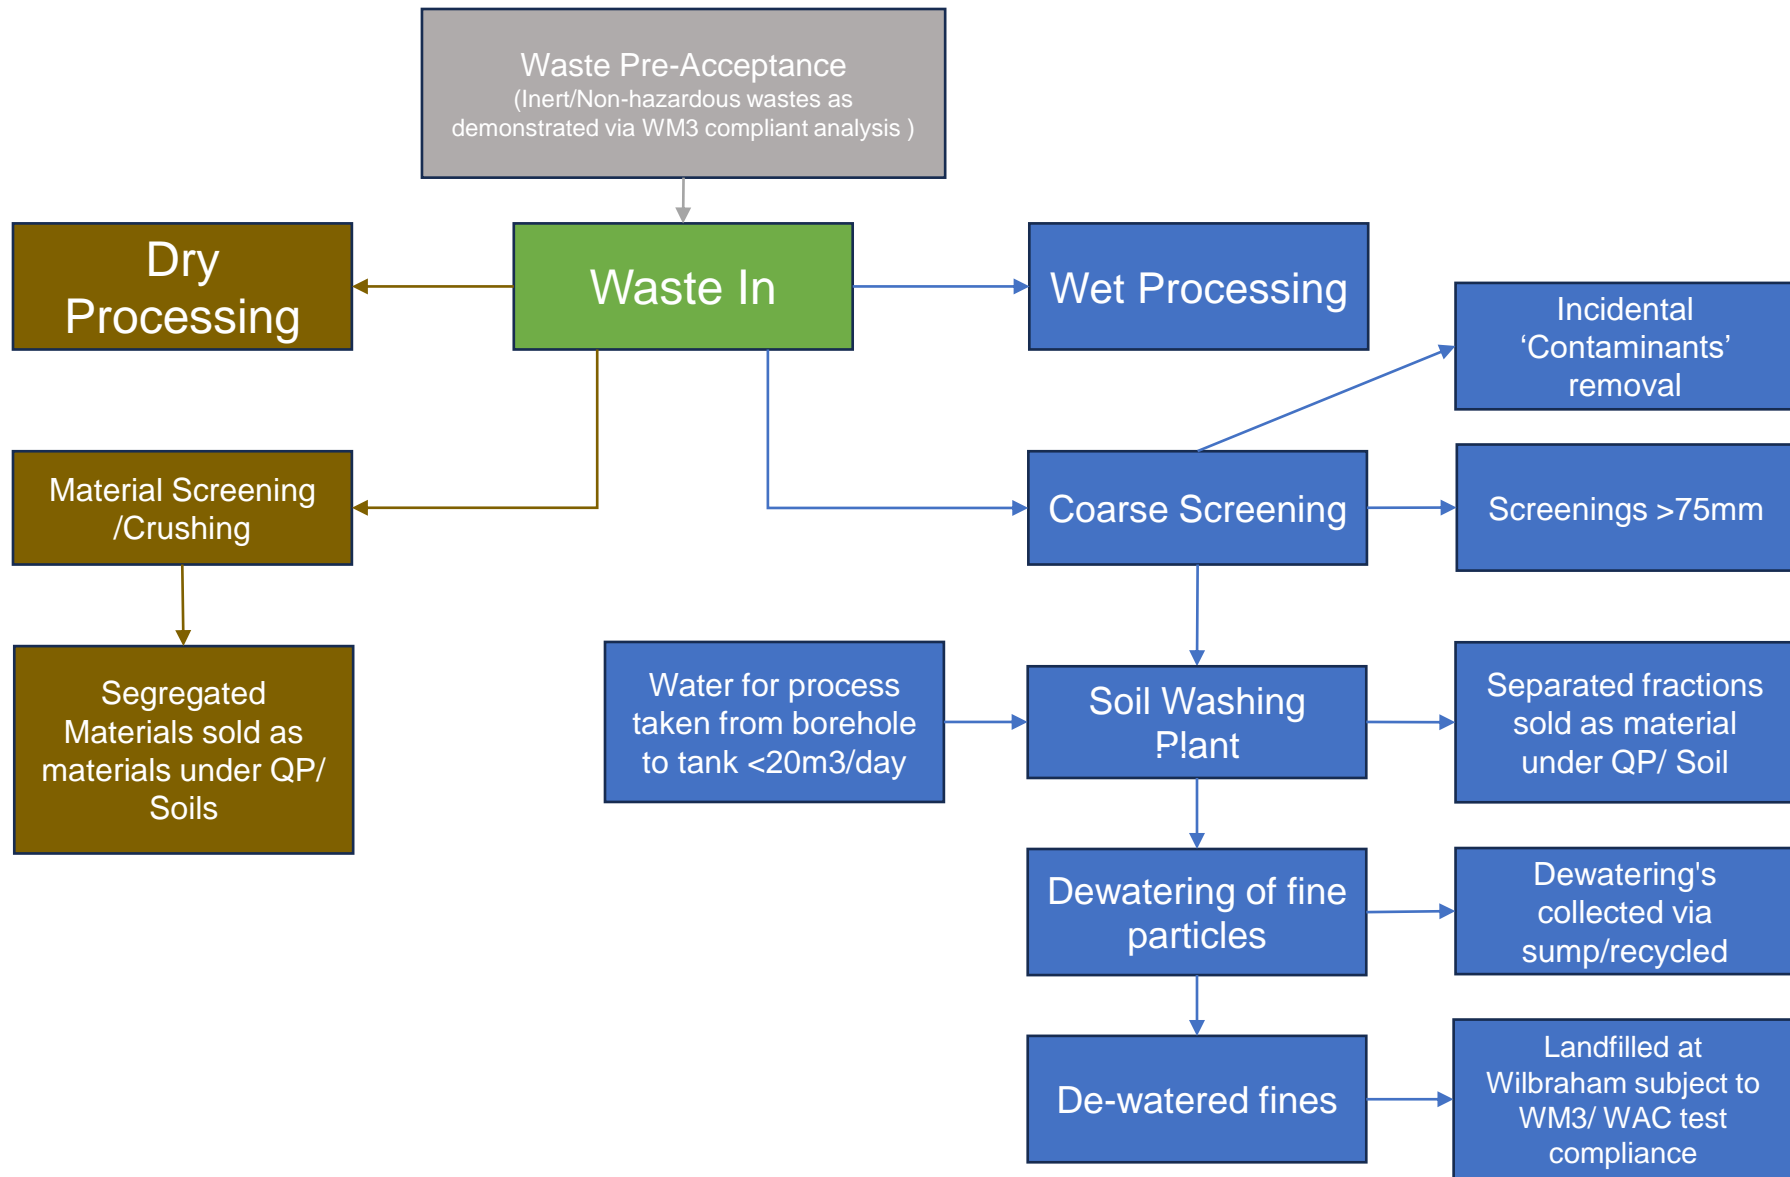 Waste Pre-Acceptance
(Inert/Non-hazardous wastes as
demonstrated via WM3 compliant analysis )
Dry
Processing
Waste In
Wet Processing
Incidental
‘Contaminants’
removal
Material Screening
/Crushing
Coarse Screening
Screenings >75mm
Segregated
Materials sold as
materials under QP/
Soils
Water for process
taken from borehole
to tank <20m3/day
Soil Washing
Plant
Separated fractions
sold as material
under QP/ Soil
Dewatering of fine
particles
Dewatering's
collected via
sump/recycled
De-watered fines
Landfilled at
Wilbraham subject to
WM3/ WAC test
compliance